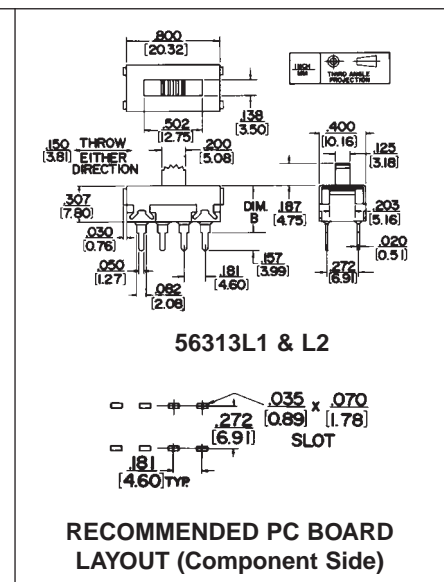 .800
[20.32]
INCH
MM
THIRD ANGLE
PROJECTION
.138
[3.50]
.502
[12.75]
.150 THROW
[3.81] EITHER
DIRECTION
.200
[5.08]
.400
[10.16]
.125
[3.18]
.307
[7.80]
DIM.
B
.187
4.75]
.203
[5.16]
.030
(0.76]
.157
[3.99]
.020
(0.51]
.050
[1.27]
.181
[4.60]
.272
[6.91]
.082
[2.08]
56313L1 & L2
.035 x .070
[0.89] [1.78]
SLOT
.272
[6.91]
.181
[4.60] TYP.
RECOMMENDED PC BOARD
LAYOUT (Component Side)